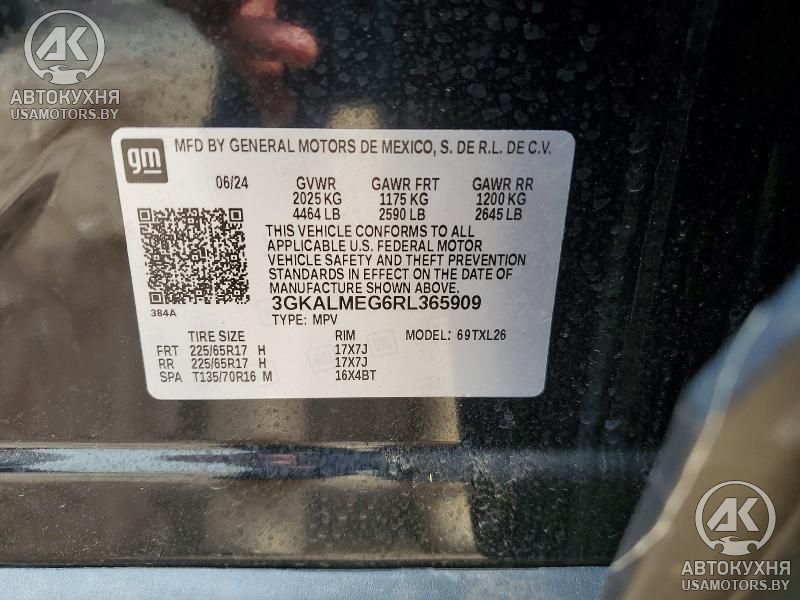 AK
АВТОКУХНЯ
USAMOTORS.BY
gm
MFD BY GENERAL MOTORS DE MEXICO, S. DE R.L. DE C.V.
06/24 GVWR GAWR FRT GAWR RR
2025 KG 1175 KG 1200 KG
4464 LB 2590 LB 2645 LB
THIS VEHICLE CONFORMS TO ALL
APPLICABLE U.S. FEDERAL MOTOR
VEHICLE SAFETY AND THEFT PREVENTION
STANDARDS IN EFFECT ON THE DATE OF
MANUFACTURE SHOWN ABOVE.
384A 3GKALMEG6RL365909
TYPE: MPV
TIRE SIZE RIM MODEL: 69TXL26
FRT 225/65R17 H 17X7J
RR 225/65R17 H 17X7J
SPA T135/70R16 M 16X4BT
AK
АВТОКУХНЯ
USAMOTORS.BY